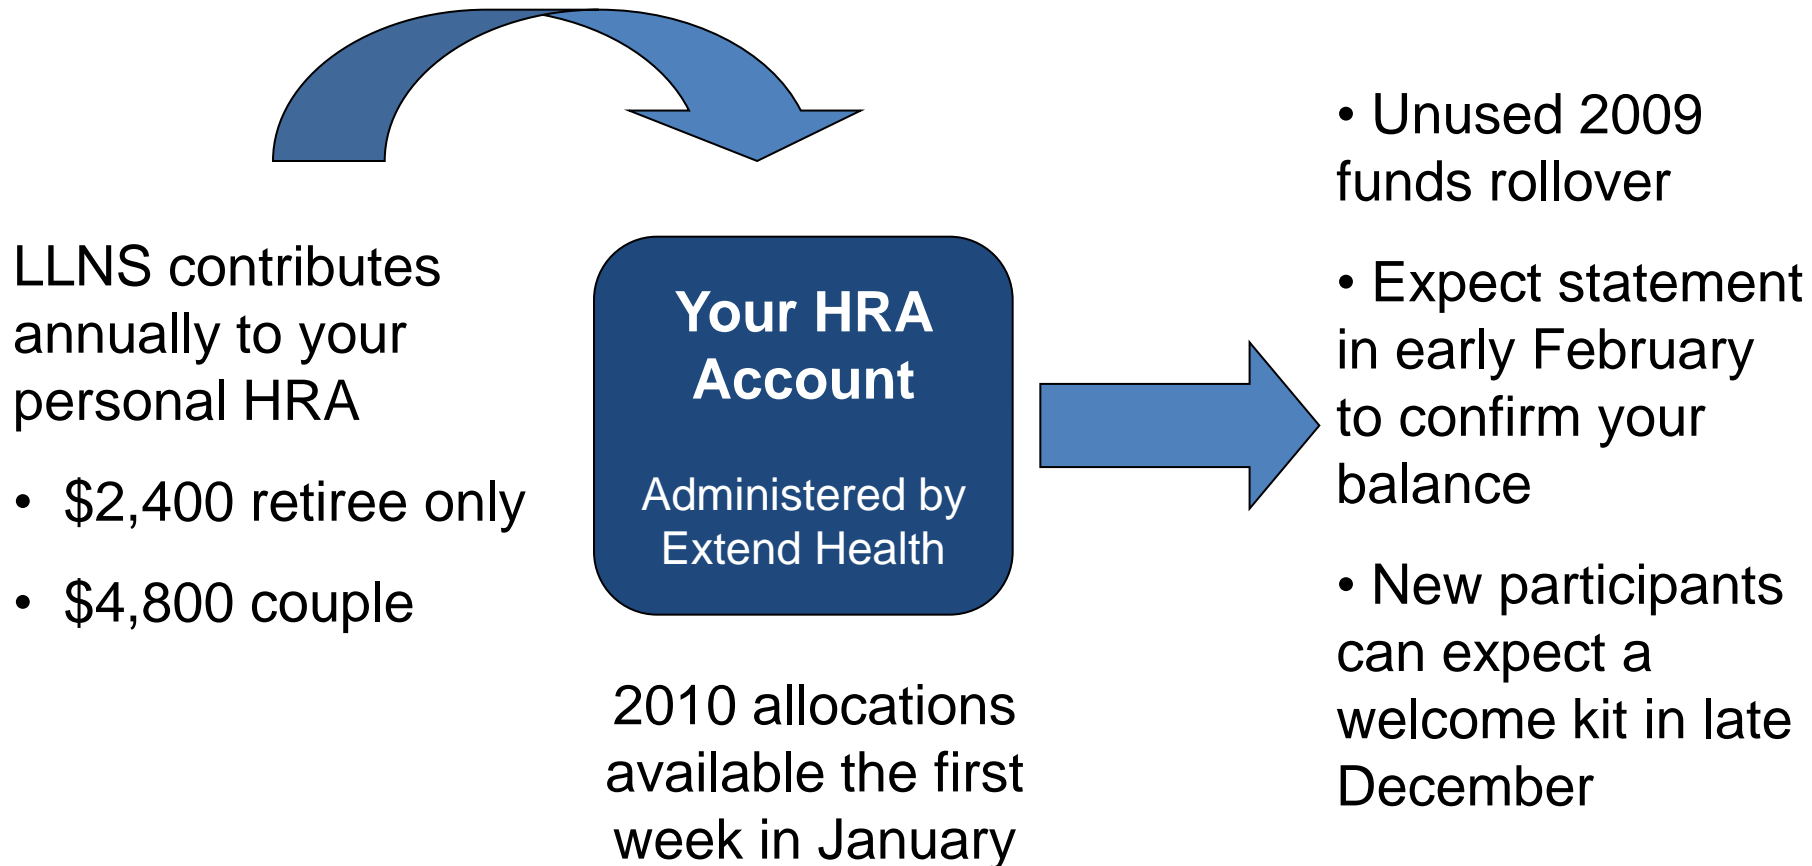 LLNS contributes
annually to your
personal HRA
• $2,400 retiree only
• $4,800 couple
Your HRA
Account
Administered by
Extend Health
2010 allocations
available the first
week in January
• Unused 2009
funds rollover
• Expect statement
in early February
to confirm your
balance
• New participants
can expect a
welcome kit in late
December